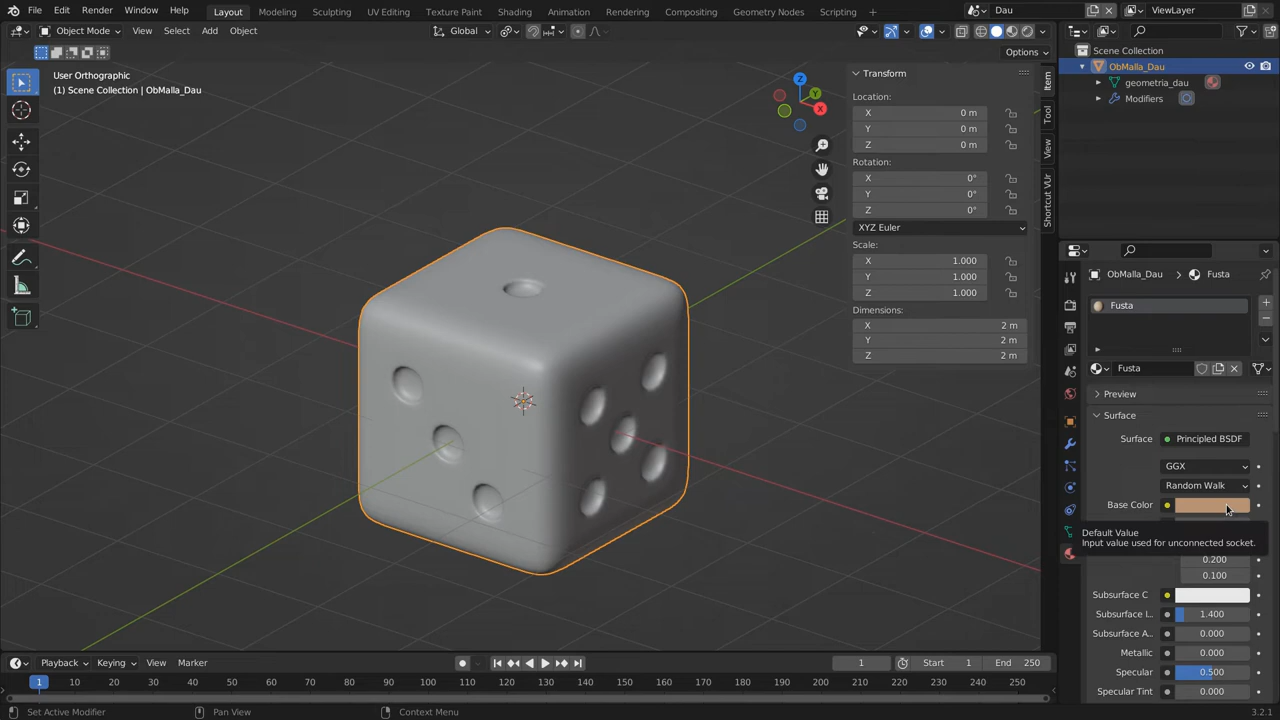 File Edit Render Window Help Layout Modeling Sculpting UV Editing Texture Paint Shading Animation Rendering Compositing Geometry Nodes Scripting + Dau ViewLayer
Object Mode View Select Add Object Global
Options
User Orthographic
(1) Scene Collection | ObMalla_Dau
Z
Y
X
Transform
Location:
X 0 m
Y 0 m
Z 0 m
Rotation:
X 0°
Y 0°
Z 0°
XYZ Euler
Scale:
X 1.000
Y 1.000
Z 1.000
Dimensions:
X 2 m
Y 2 m
Z 2 m
Item
Tool
View
Shortcut VUr
Scene Collection
ObMalla_Dau
geometria_dau
Modifiers
ObMalla_Dau > Fusta
Fusta
Fusta
Preview
Surface
Surface Principled BSDF
GGX
Random Walk
Base Color
Default Value
Input value used for unconnected socket.
0.200
0.100
Subsurface C
Subsurface I... 1.400
Subsurface A... 0.000
Metallic 0.000
Specular 0.500
Specular Tint 0.000
Playback Keying View Marker 1 Start 1 End 250
1 10 20 30 40 50 60 70 80 90 100 110 120 130 140 150 160 170 180 190 200 210 220 230 240 250
Set Active Modifier Pan View Context Menu 3.2.1